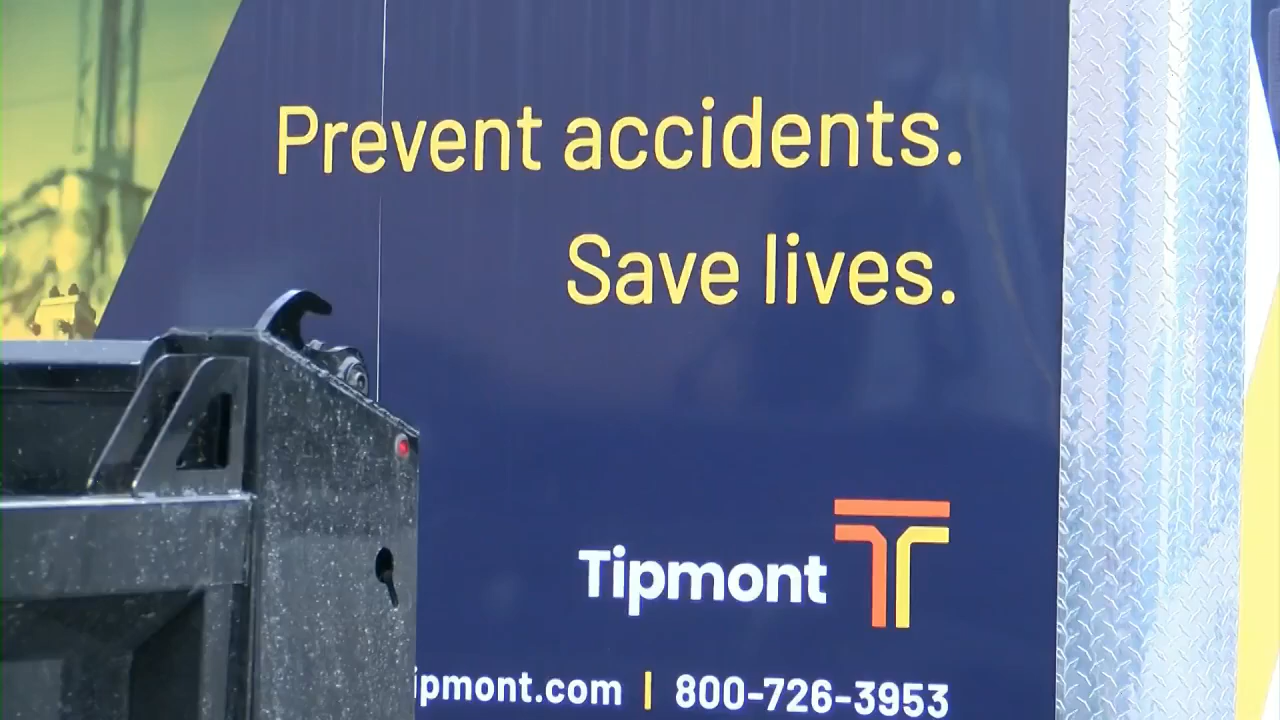 Prevent accidents.
Save lives.
Tipmont
ipmont.com | 800-726-3953